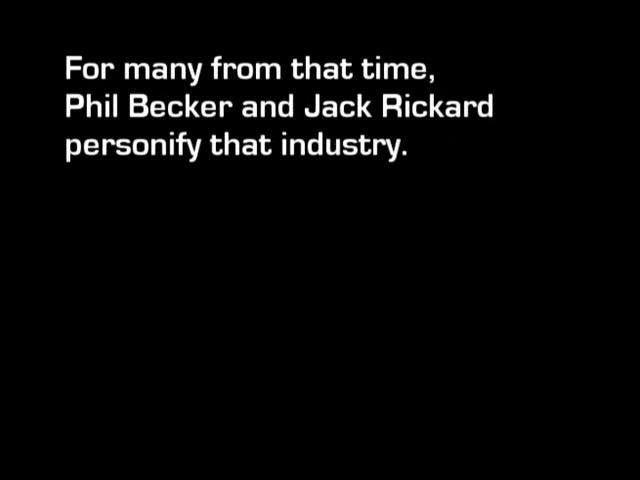 For many from that time,
Phil Becker and Jack Rickard
personify that industry.